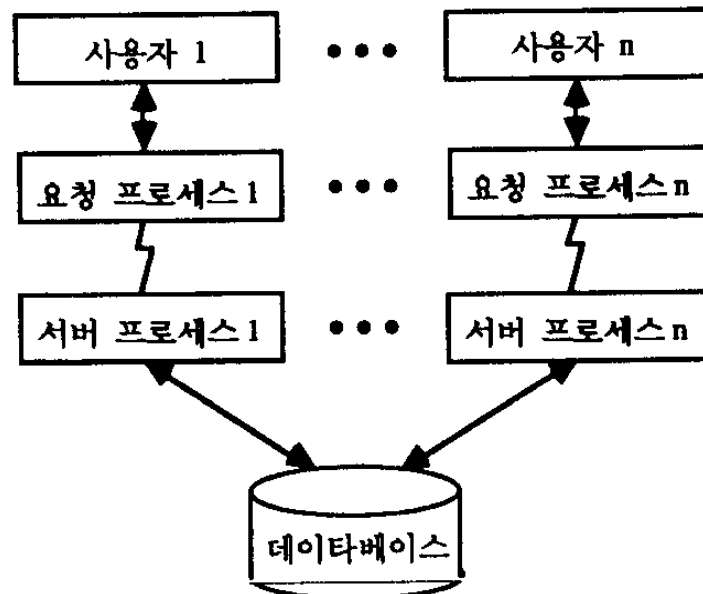 사용자 1 ••• 사용자 n
요청 프로세스 1 ••• 요청 프로세스 n
서버 프로세스 1 ••• 서버 프로세스 n
데이타베이스